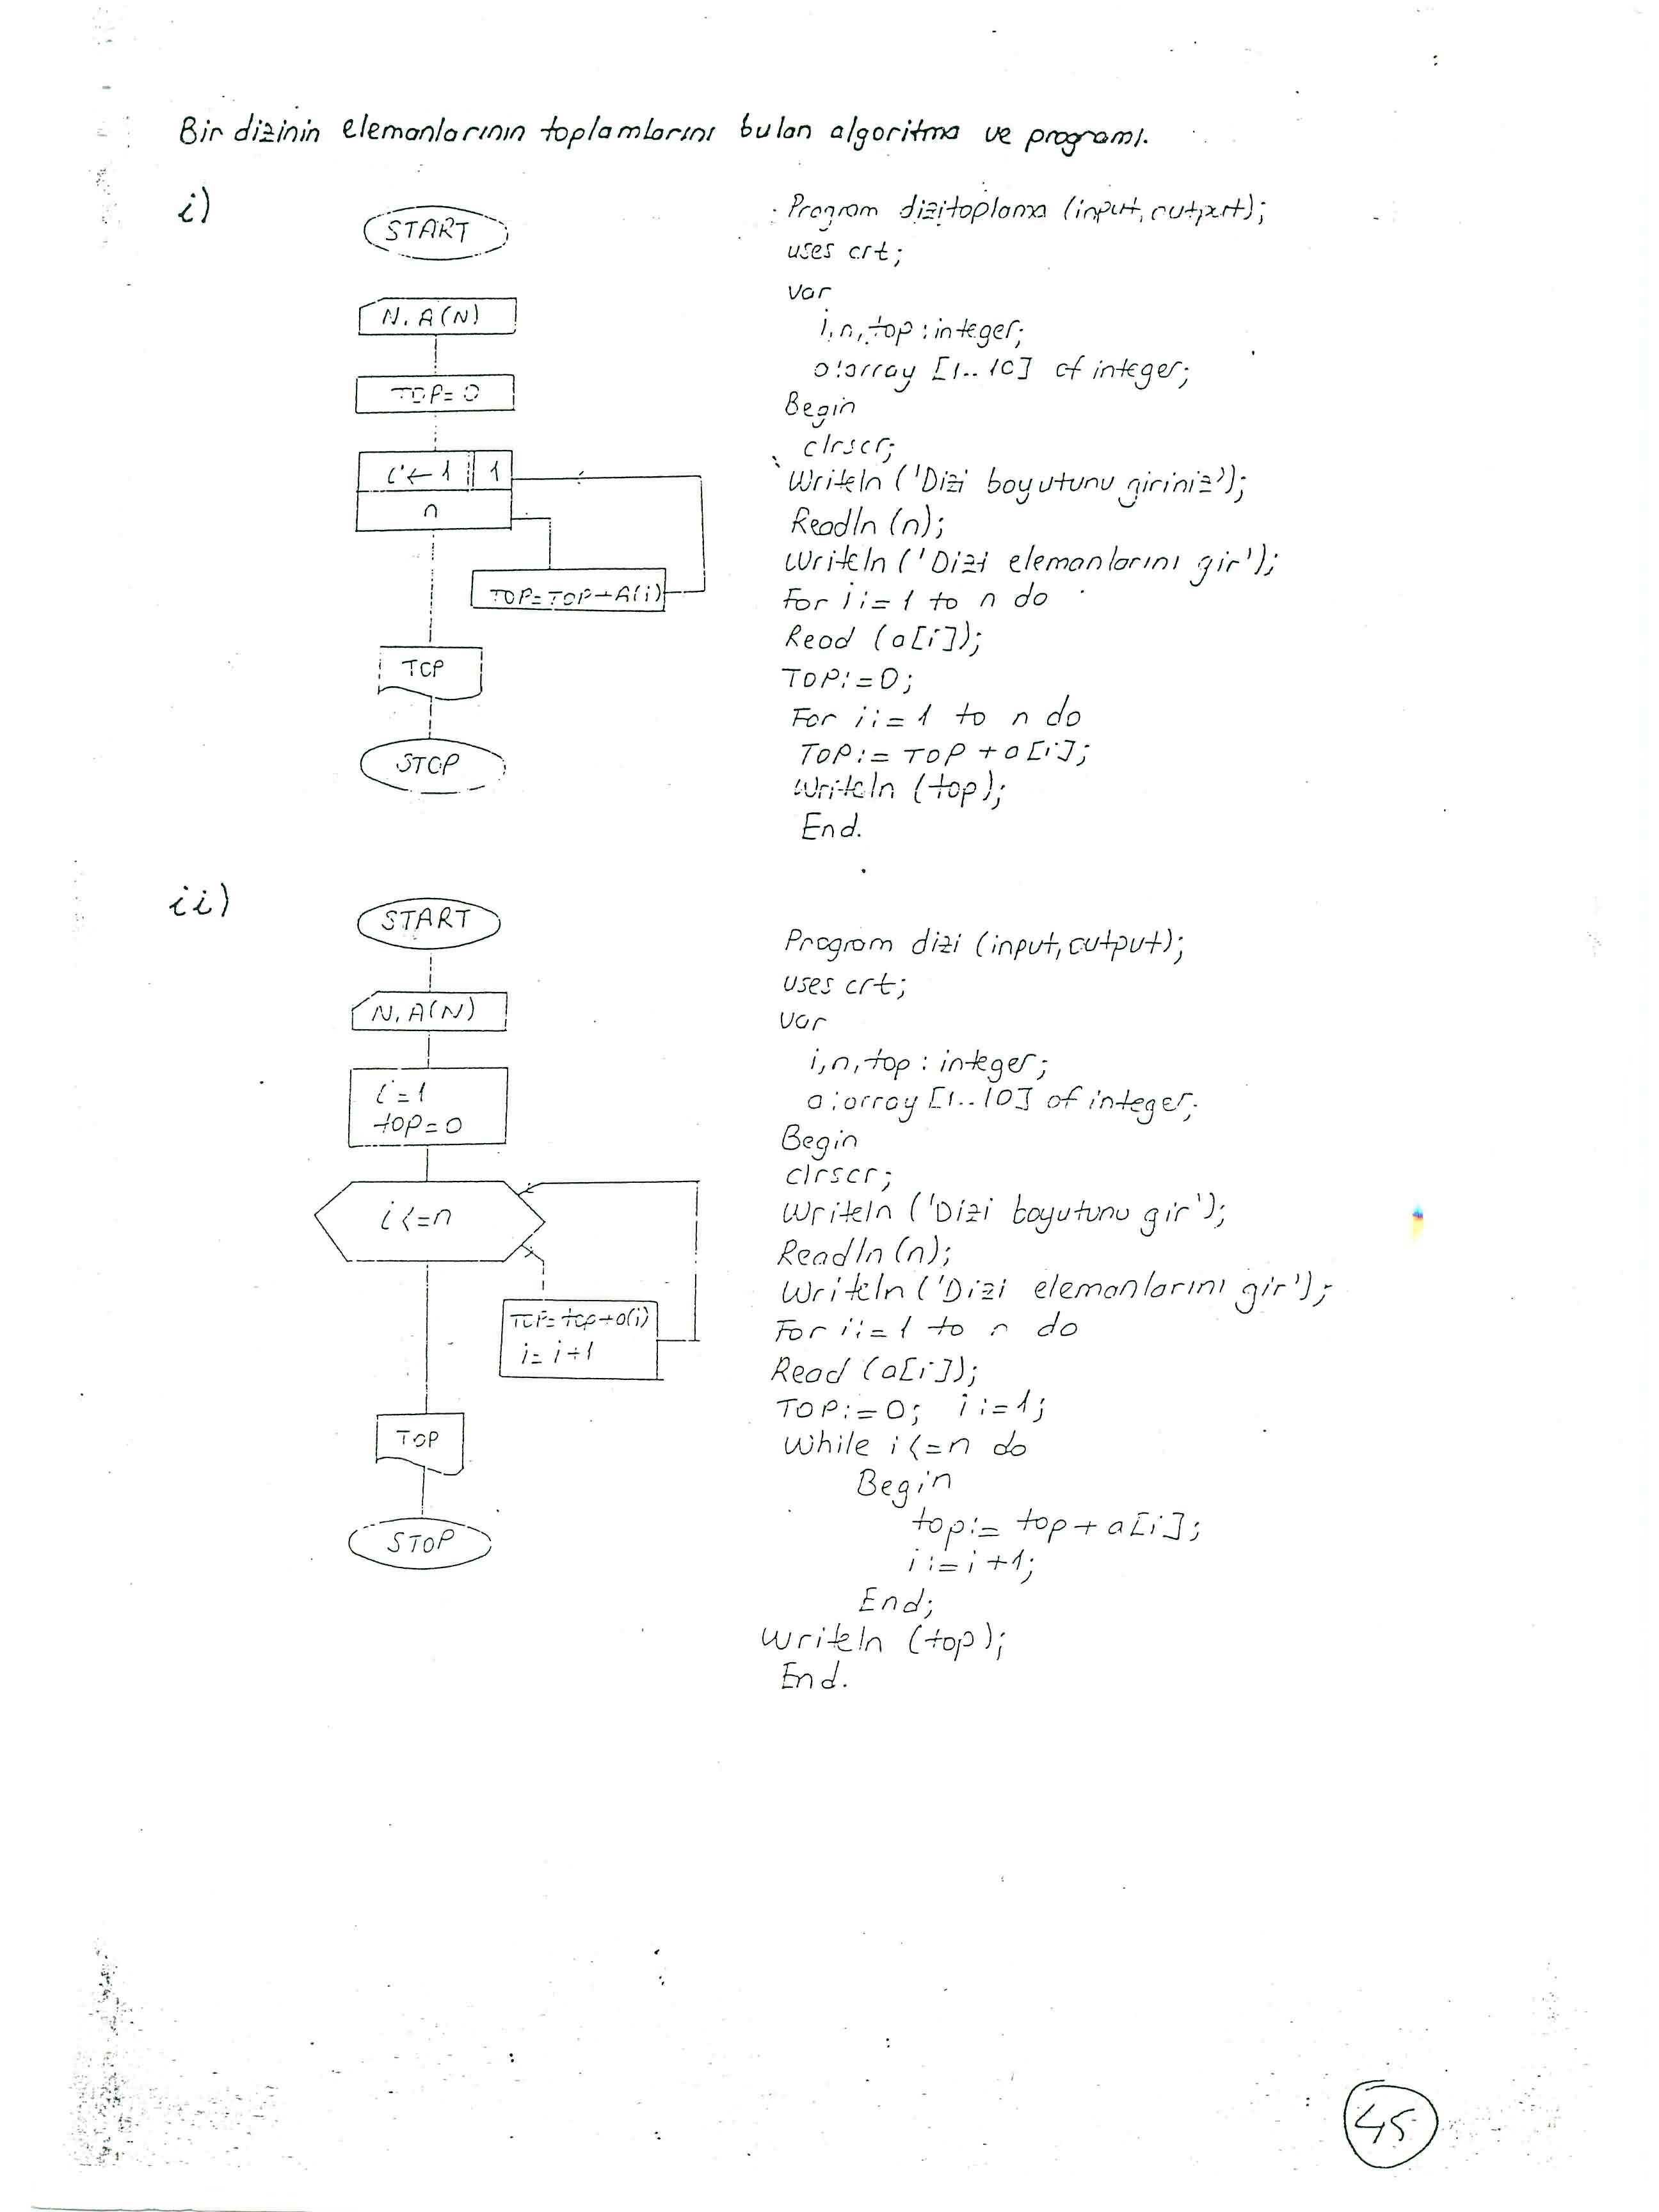 Bir dizinin elemanlarının toplamlarını bulan algoritma ve programı.
i)
START
N, A(N)
TOP=0
i←1 1
n
TOP=TOP+A(i)
TOP
STOP
Program dizitoplama (input,output);
uses crt;
var
i,n,top:integer;
a:array [1..10] of integer;
Begin
clrscr;
Writeln ('Dizi boyutunu giriniz');
Readln (n);
Writeln ('Dizi elemanlarını gir');
For i:=1 to n do
Read (a[i]);
TOP:=0;
For i:=1 to n do
TOP:= TOP + a[i];
Writeln (top);
End.
ii)
START
N, A(N)
i=1
top=0
i<=n
TOP=top+a(i)
i=i+1
TOP
STOP
Program dizi (input,output);
uses crt;
var
i,n,top: integer;
a:array [1..10] of integer;
Begin
clrscr;
Writeln ('Dizi boyutunu gir');
Readln (n);
Writeln ('Dizi elemanlarını gir');
For i:=1 to n do
Read (a[i]);
TOP:=0; i:=1;
While i<=n do
Begin
top:= top+a[i];
i:=i+1;
End;
Writeln (top);
End.
45